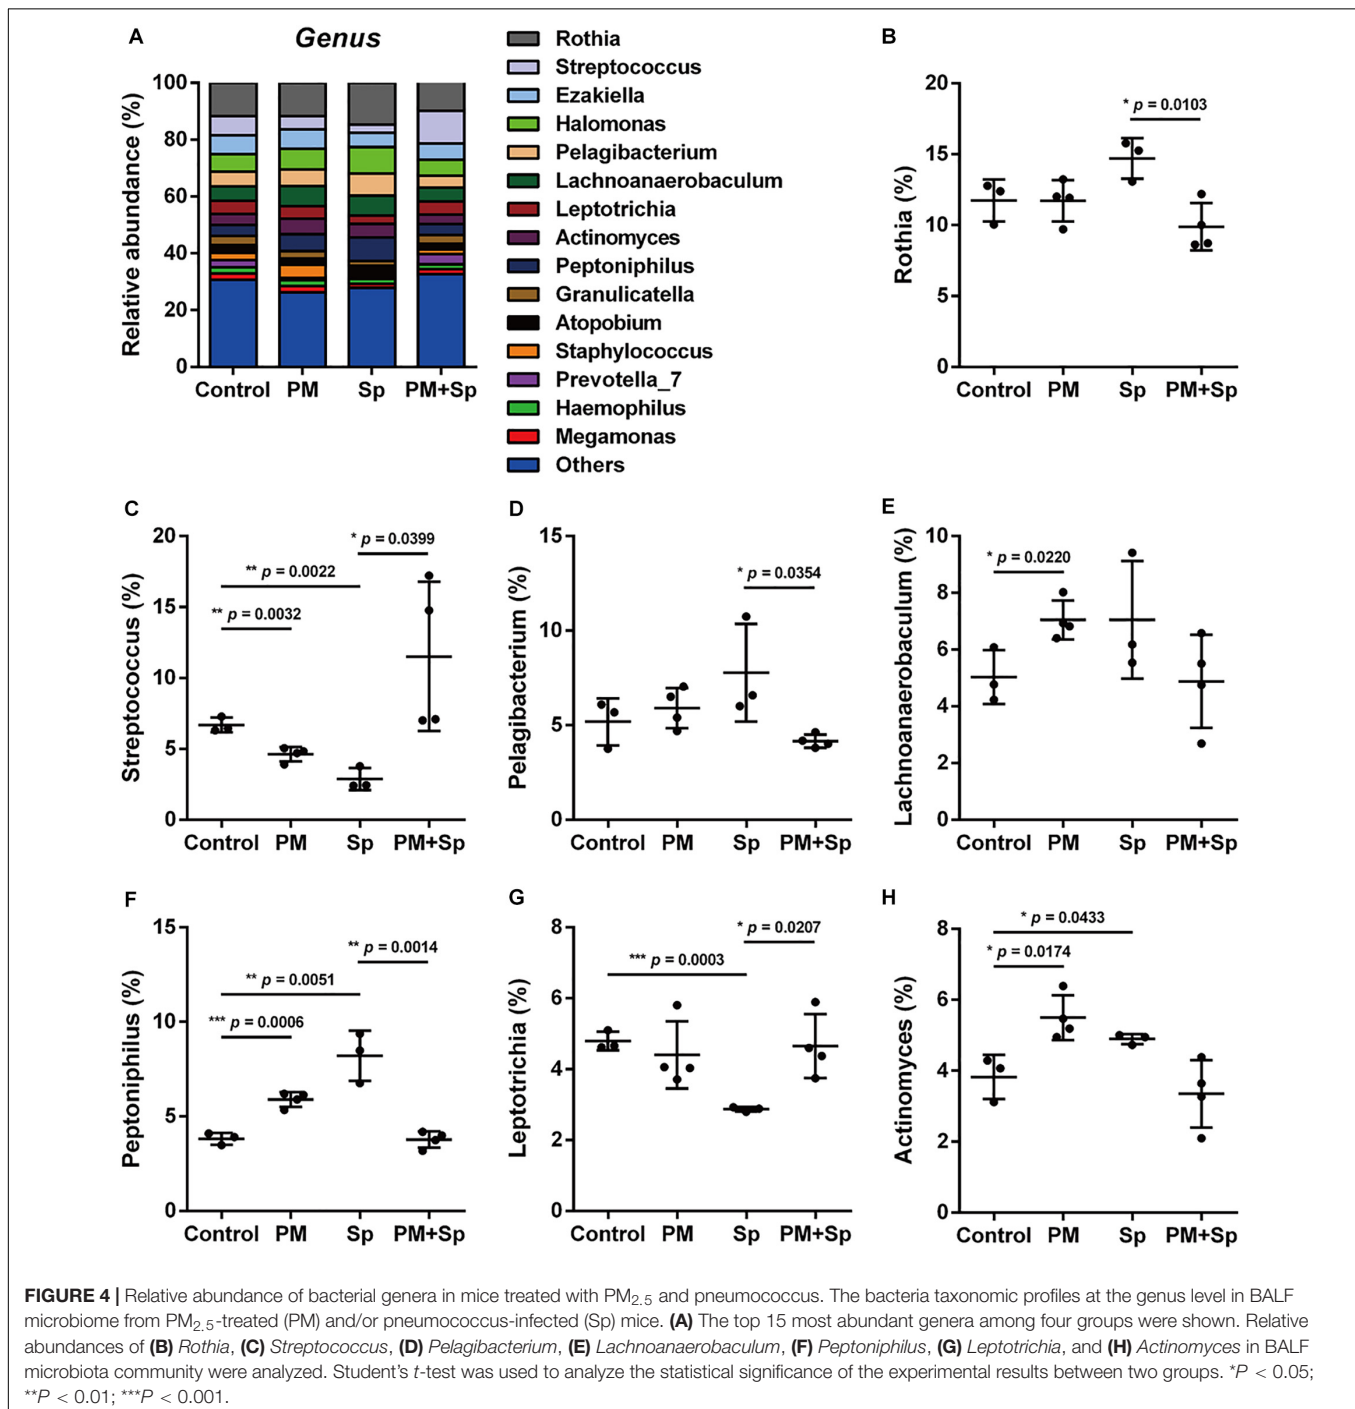 A
Genus
Relative abundance (%)
100
80
60
40
20
0
Control PM Sp PM+Sp
Rothia
Streptococcus
Ezakiella
Halomonas
Pelagibacterium
Lachnoanaerobaculum
Leptotrichia
Actinomyces
Peptoniphilus
Granulicatella
Atopobium
Staphylococcus
Prevotella_7
Haemophilus
Megamonas
Others
B
Rothia (%)
20
15
10
5
0
* p = 0.0103
Control PM Sp PM+Sp
C
Streptococcus (%)
20
15
10
5
0
* p = 0.0399
** p = 0.0022
** p = 0.0032
Control PM Sp PM+Sp
D
Pelagibacterium (%)
15
10
5
0
* p = 0.0354
Control PM Sp PM+Sp
E
Lachnoanaerobaculum (%)
10
8
6
4
2
0
* p = 0.0220
Control PM Sp PM+Sp
F
Peptoniphilus (%)
15
10
5
0
** p = 0.0014
** p = 0.0051
*** p = 0.0006
Control PM Sp PM+Sp
G
Leptotrichia (%)
8
6
4
2
0
* p = 0.0207
*** p = 0.0003
Control PM Sp PM+Sp
H
Actinomyces (%)
8
6
4
2
0
* p = 0.0433
* p = 0.0174
Control PM Sp PM+Sp
FIGURE 4 | Relative abundance of bacterial genera in mice treated with PM2.5 and pneumococcus. The bacteria taxonomic profiles at the genus level in BALF
microbiome from PM2.5-treated (PM) and/or pneumococcus-infected (Sp) mice. (A) The top 15 most abundant genera among four groups were shown. Relative
abundances of (B) Rothia, (C) Streptococcus, (D) Pelagibacterium, (E) Lachnoanaerobaculum, (F) Peptoniphilus, (G) Leptotrichia, and (H) Actinomyces in BALF
microbiota community were analyzed. Student's t-test was used to analyze the statistical significance of the experimental results between two groups. *P < 0.05;
**P < 0.01; ***P < 0.001.